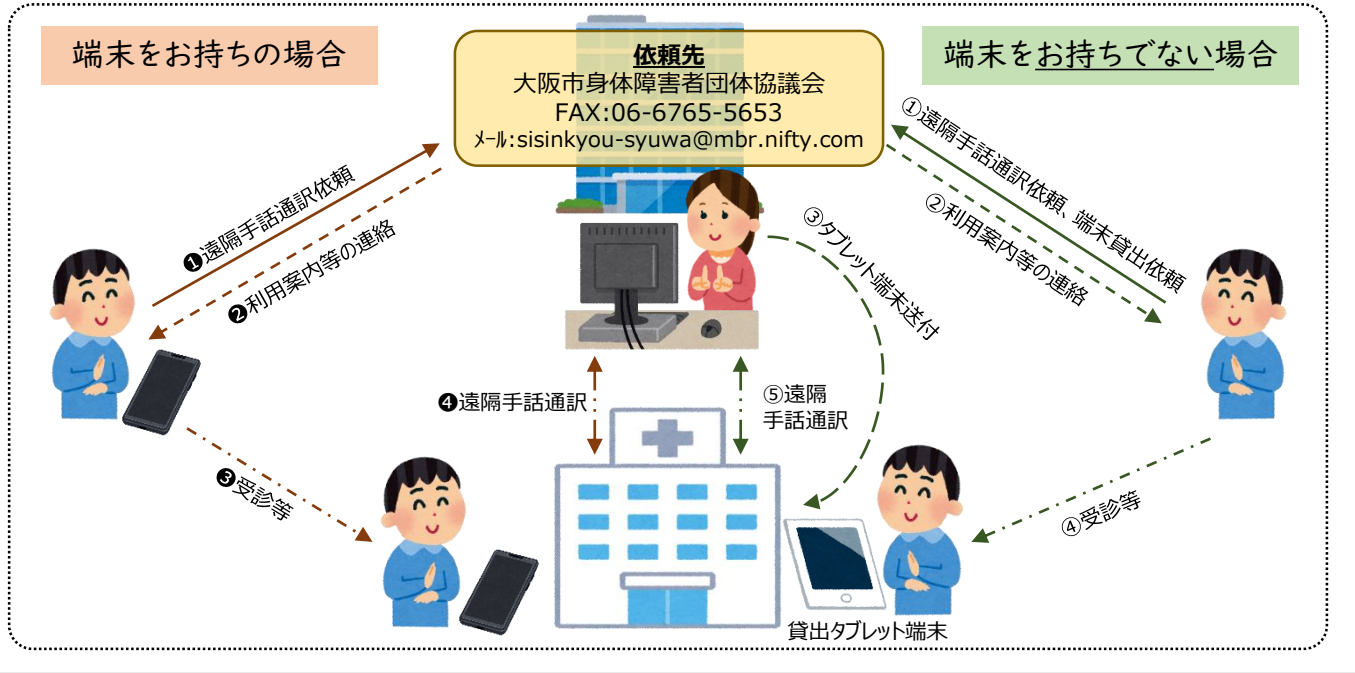 端末をお持ちの場合
依頼先
大阪市身体障害者団体協議会
FAX:06-6765-5653
ﾒｰﾙ:sisinkyou-syuwa@mbr.nifty.com
端末をお持ちでない場合
❶遠隔手話通訳依頼
❷利用案内等の連絡
①遠隔手話通訳依頼、端末貸出依頼
②利用案内等の連絡
③タブレット端末送付
❹遠隔手話通訳
⑤遠隔
手話通訳
❸受診等
④受診等
貸出タブレット端末